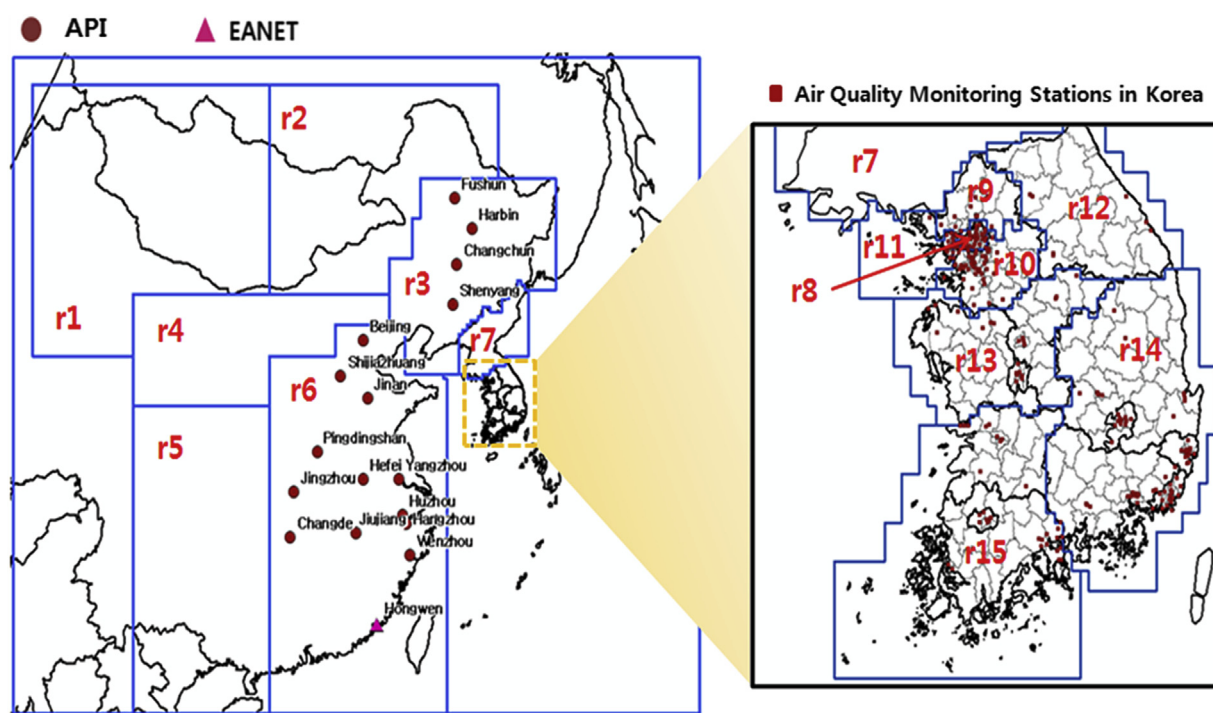 API
EANET
Air Quality Monitoring Stations in Korea
r2
Fushun
Harbin
Changchun
r3
Shenyang
r1
r4
Beijing
r7
Shijiazhuang
r6
Jinan
r5
Pingdingshan
Hefei Yangzhou
Jingzhou
Huzhou
Changde
Jiujiang
Hangzhou
Wenzhou
Hongwen
r7
r9
r12
r11
r10
r8
r13
r14
r15